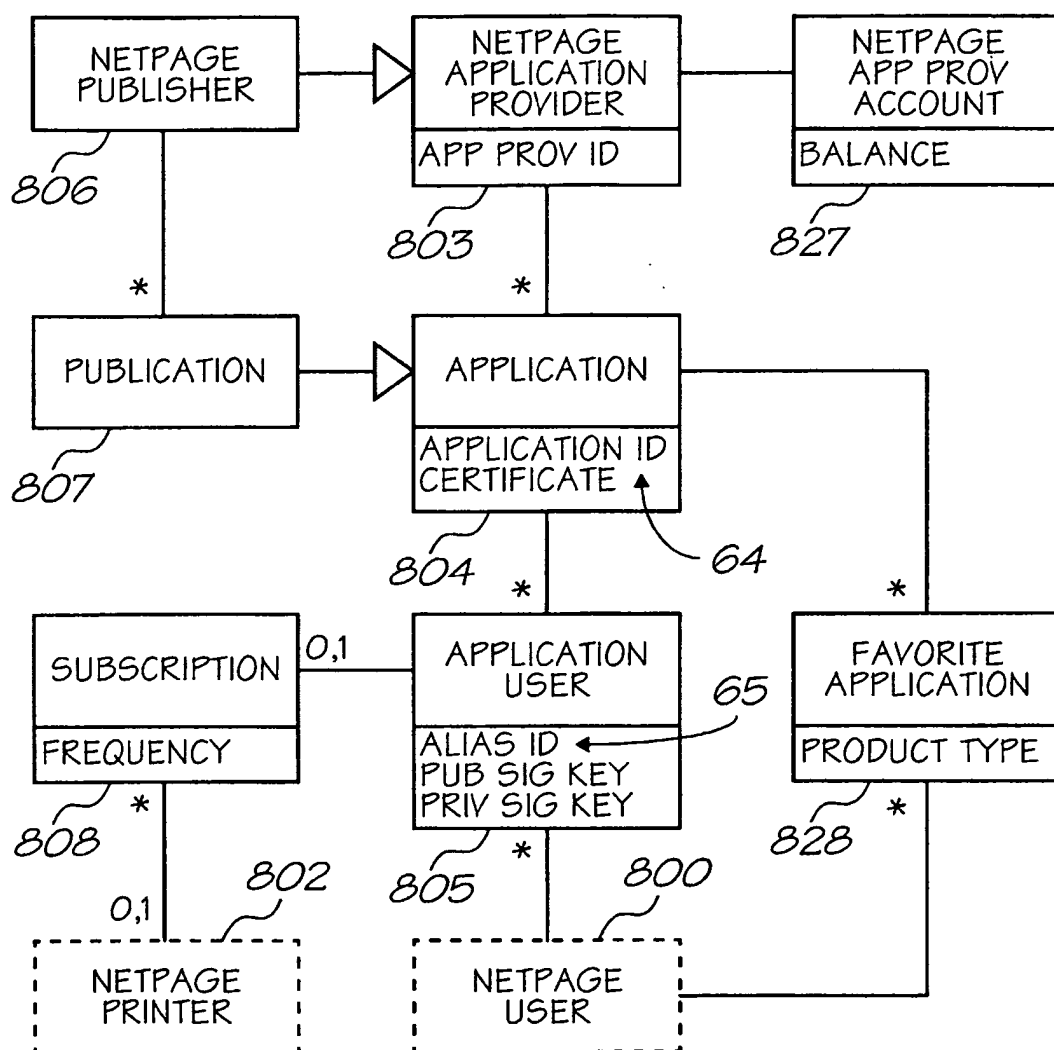 NETPAGE
PUBLISHER
806
NETPAGE
APPLICATION
PROVIDER
APP PROV ID
803
NETPAGE
APP PROV
ACCOUNT
BALANCE
827
*
*
PUBLICATION
807
APPLICATION
APPLICATION ID
CERTIFICATE
804
64
*
*
SUBSCRIPTION
FREQUENCY
808
0,1
APPLICATION
USER
ALIAS ID
PUB SIG KEY
PRIV SIG KEY
805
65
FAVORITE
APPLICATION
PRODUCT TYPE
828
*
*
*
0,1
802
800
NETPAGE
PRINTER
NETPAGE
USER